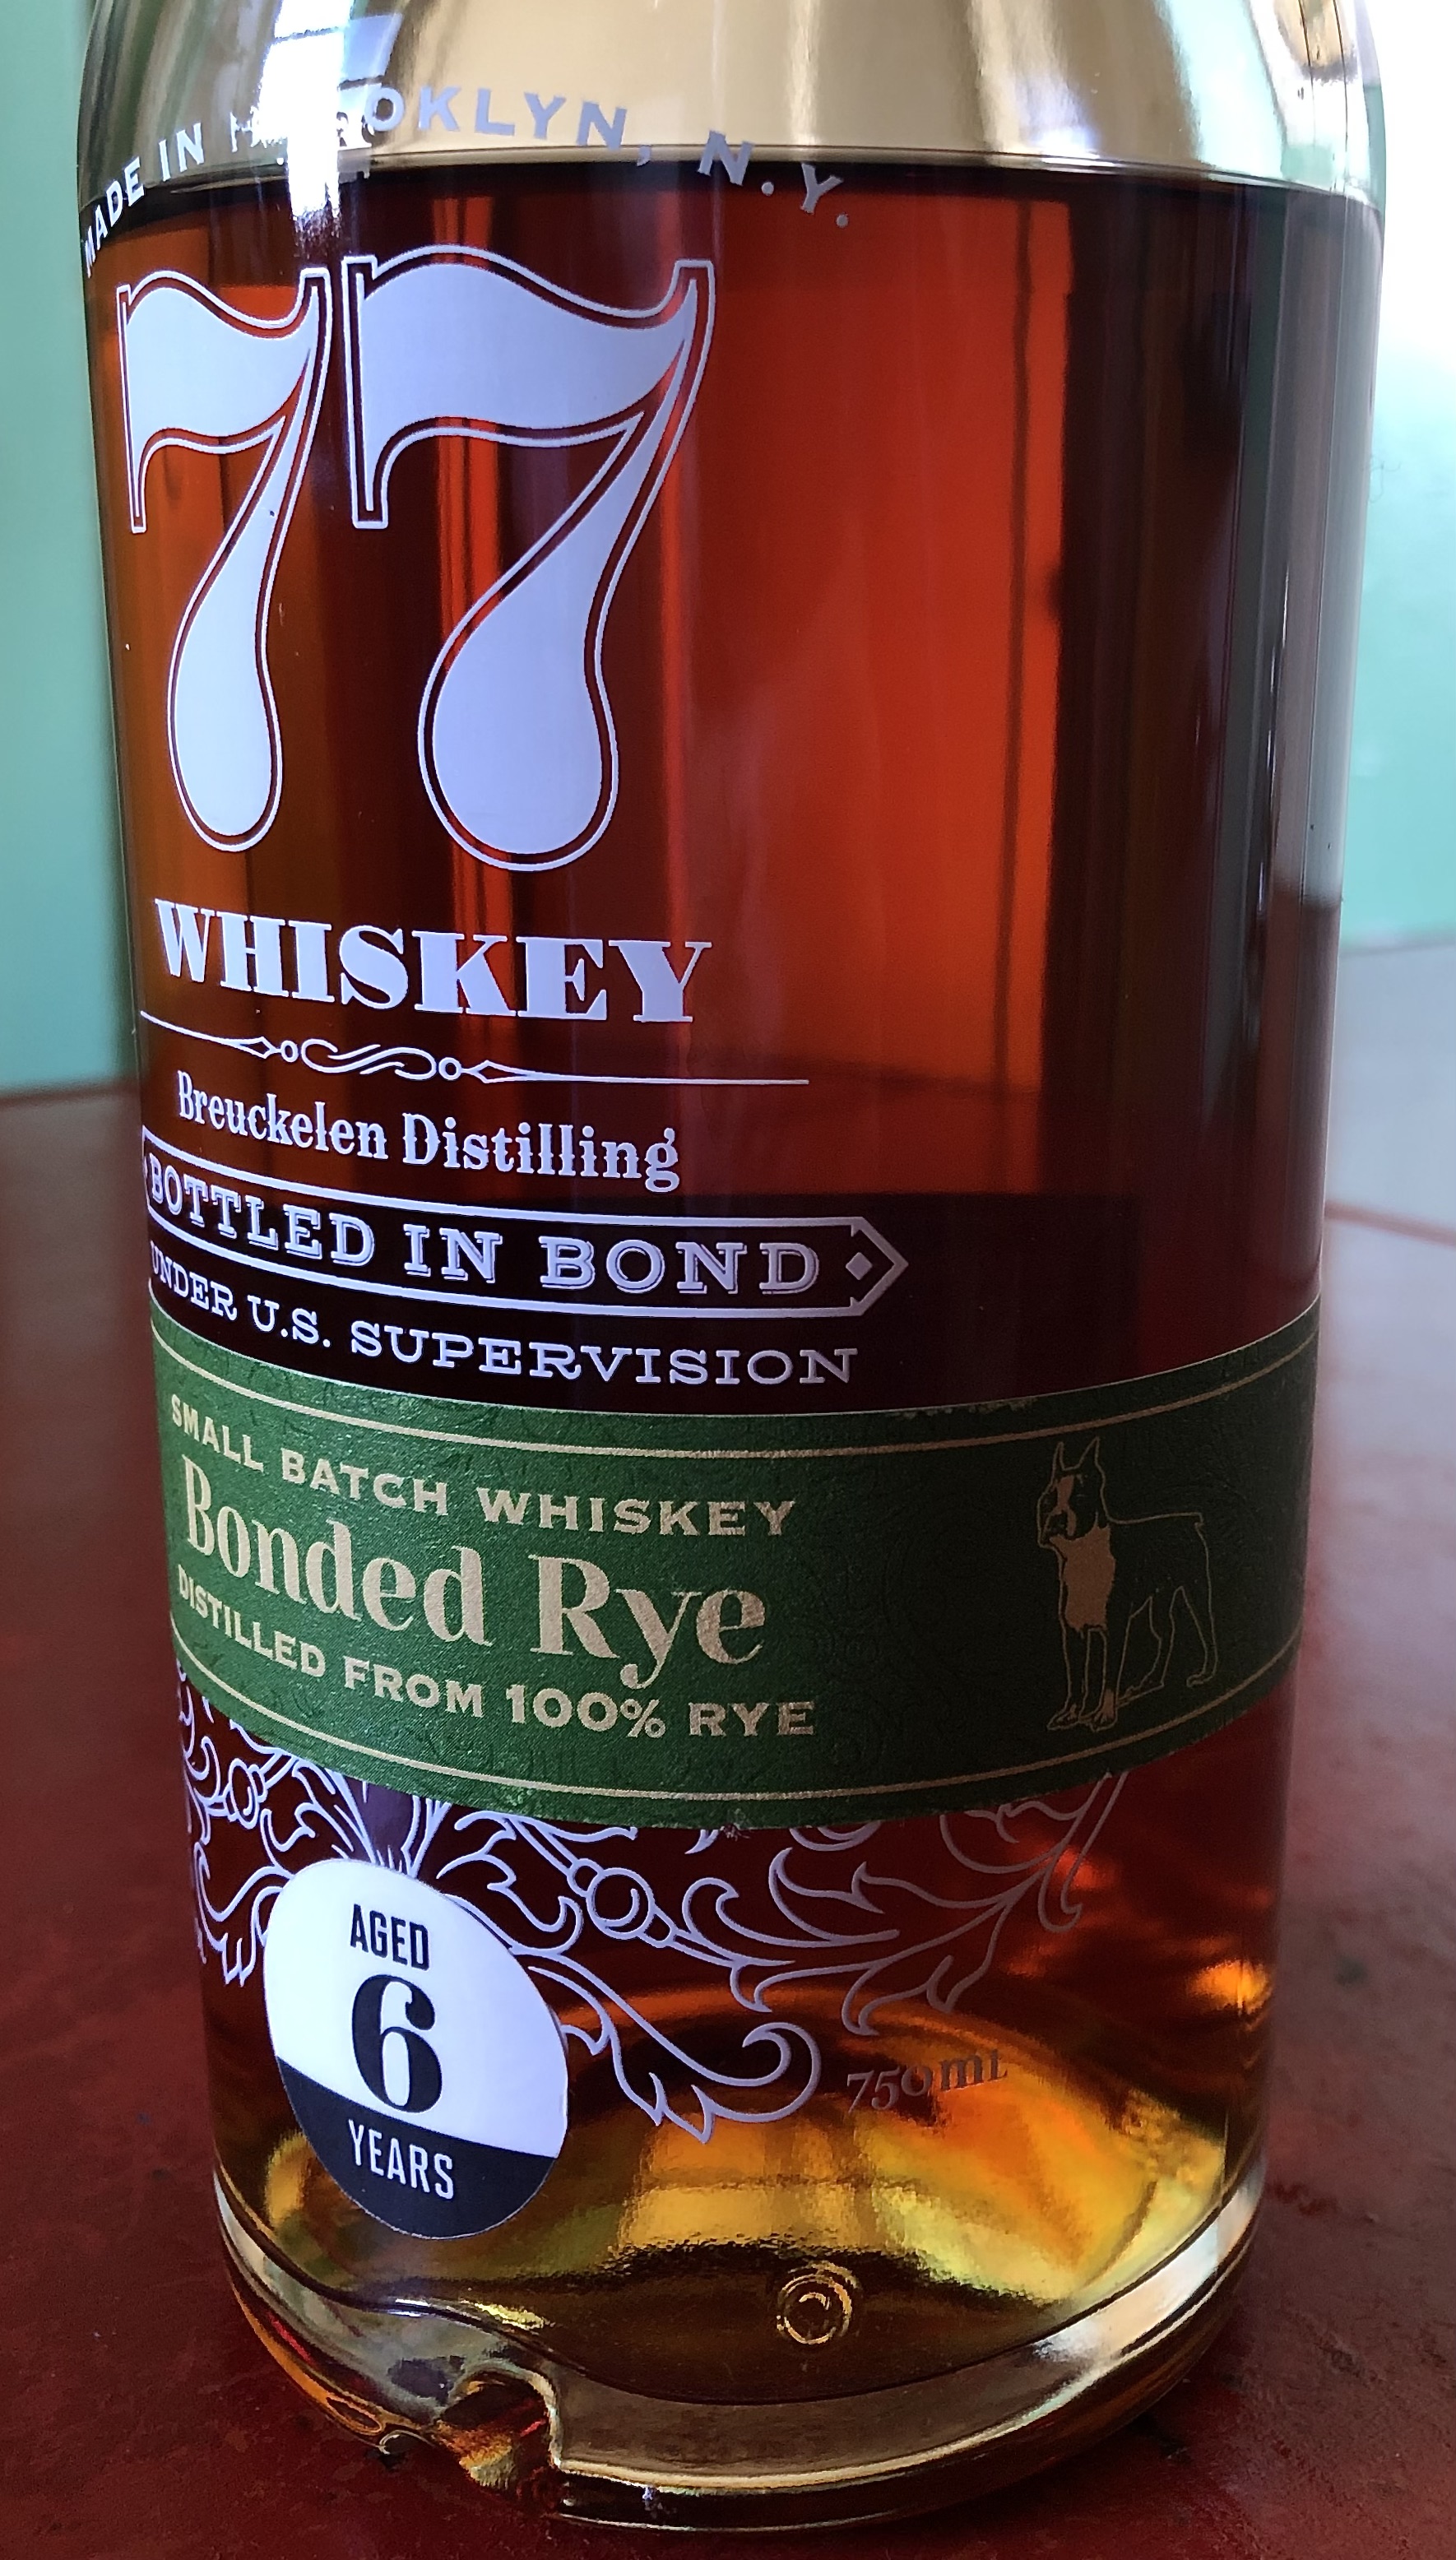 MADE IN BROOKLYN, N.Y.
77
WHISKEY
Breuckelen Distilling
BOTTLED IN BOND
UNDER U.S. SUPERVISION
SMALL BATCH WHISKEY
Bonded Rye
DISTILLED FROM 100% RYE
AGED
6
YEARS
750ml